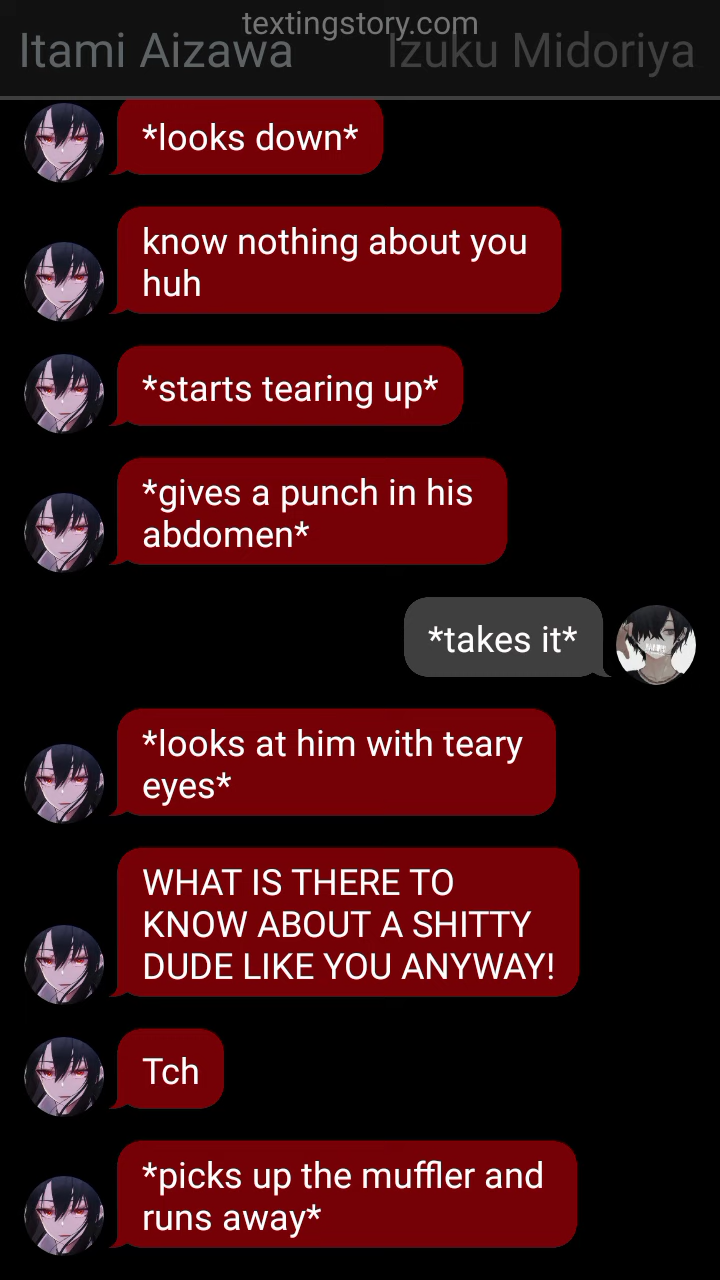 textingstory.com
Itami Aizawa
Izuku Midoriya
*looks down*
know nothing about you
huh
*starts tearing up*
*gives a punch in his
abdomen*
*takes it*
*looks at him with teary
eyes*
WHAT IS THERE TO
KNOW ABOUT A SHITTY
DUDE LIKE YOU ANYWAY!
Tch
*picks up the muffler and
runs away*